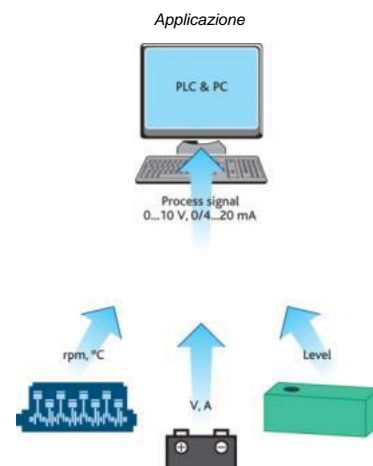 Applicazione
PLC & PC
Process signal
0...10 V, 0/4...20 mA
rpm, °C
V, A
Level
+ −